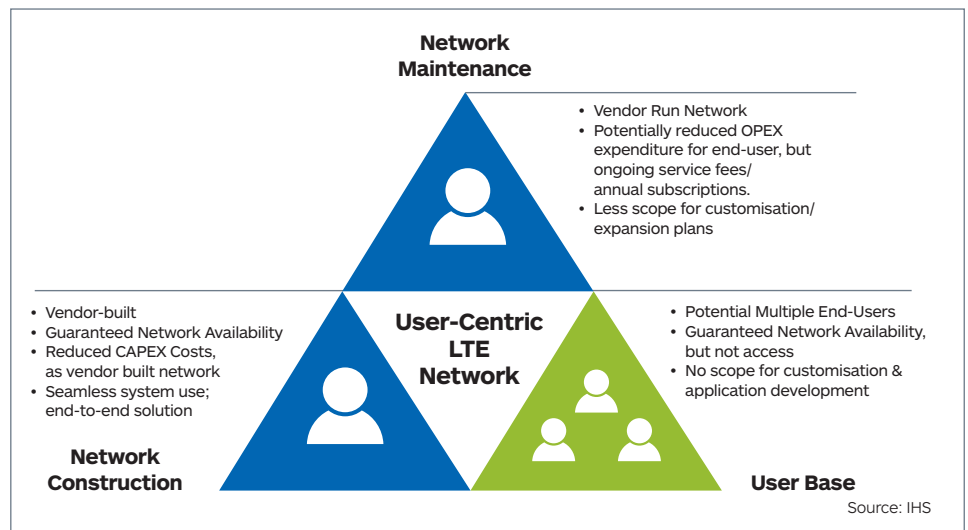 Network
Maintenance
• Vendor Run Network
• Potentially reduced OPEX
expenditure for end-user, but
ongoing service fees/
annual subscriptions.
• Less scope for customisation/
expansion plans
• Vendor-built
• Guaranteed Network Availability
• Reduced CAPEX Costs,
as vendor built network
• Seamless system use;
end-to-end solution
User-Centric
LTE
Network
• Potential Multiple End-Users
• Guaranteed Network Availability,
but not access
• No scope for customisation &
application development
Network
Construction
User Base
Source: IHS